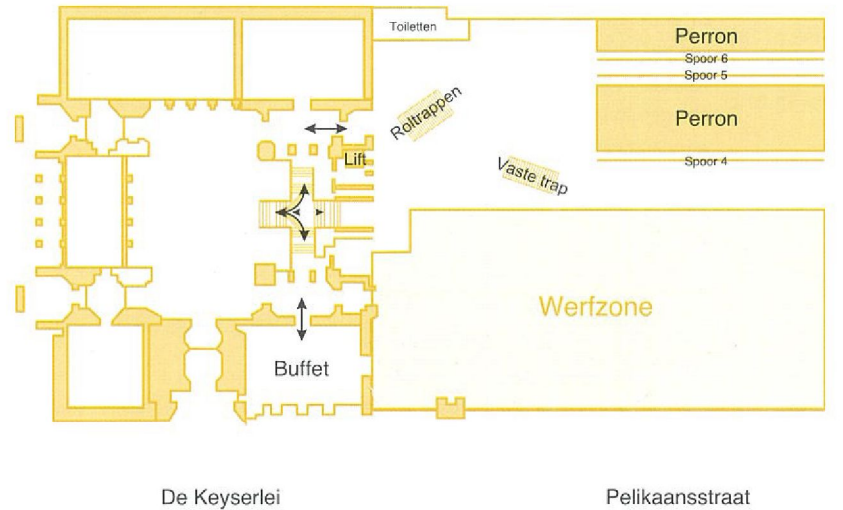 Toiletten
Perron
Spoor 6
Spoor 5
Roltrappen
Perron
Lift
Vaste trap
Spoor 4
Werfzone
Buffet
De Keyserlei
Pelikaansstraat